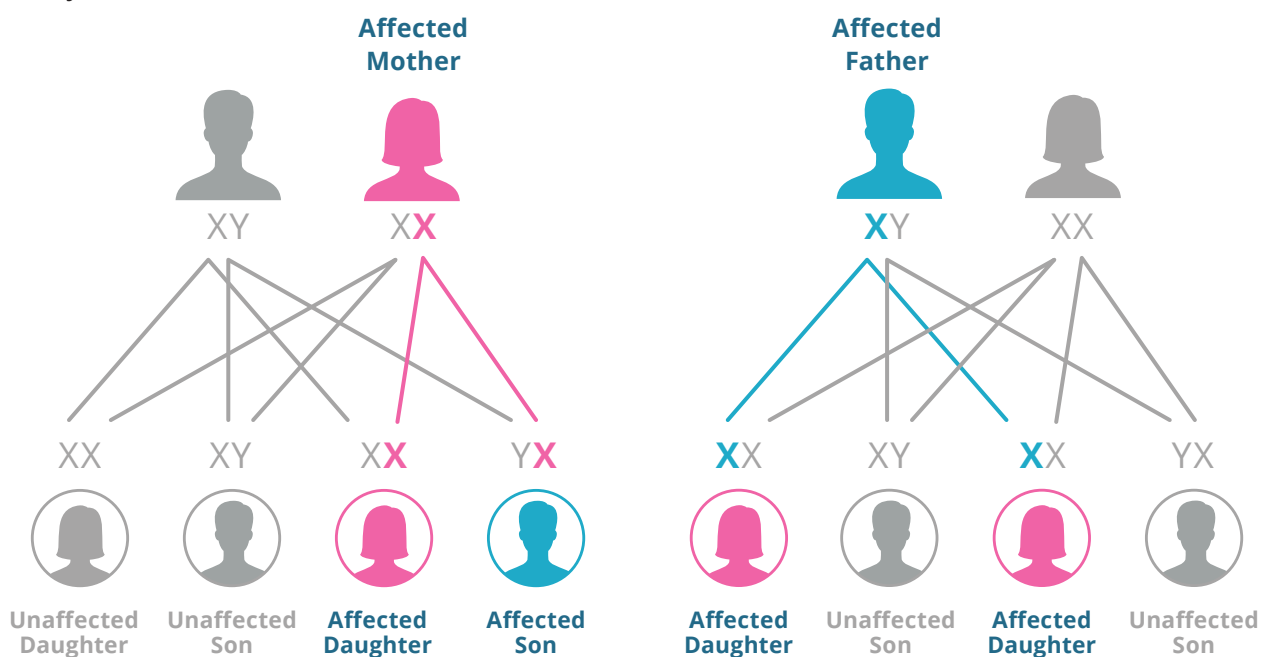 Affected
Mother
Affected
Father
XY
XX
XY
XX
XX
XY
XX
YX
XX
XY
XX
YX
Unaffected
Daughter
Unaffected
Son
Affected
Daughter
Affected
Son
Affected
Daughter
Unaffected
Son
Affected
Daughter
Unaffected
Son